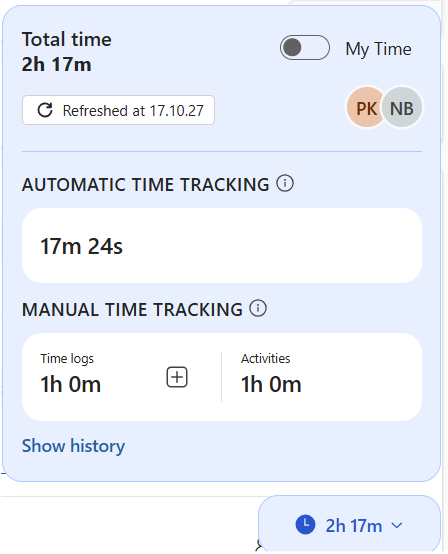 Total time
My Time
2h 17m
Refreshed at 17.10.27
PK NB
AUTOMATIC TIME TRACKING
17m 24s
MANUAL TIME TRACKING
Time logs
1h 0m
Activities
1h 0m
Show history
2h 17m